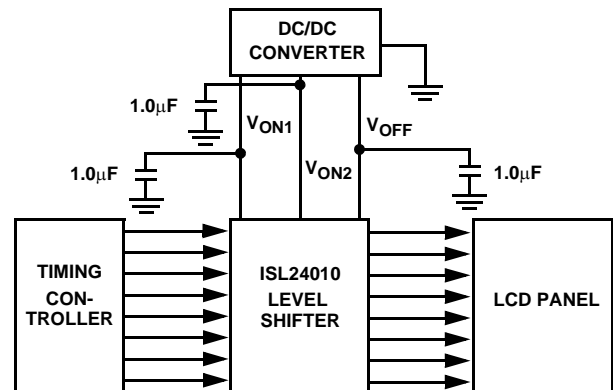 DC/DC
CONVERTER
1.0μF
VON1
VOFF
1.0μF
VON2
1.0μF
TIMING
CON-
TROLLER
ISL24010
LEVEL
SHIFTER
LCD PANEL